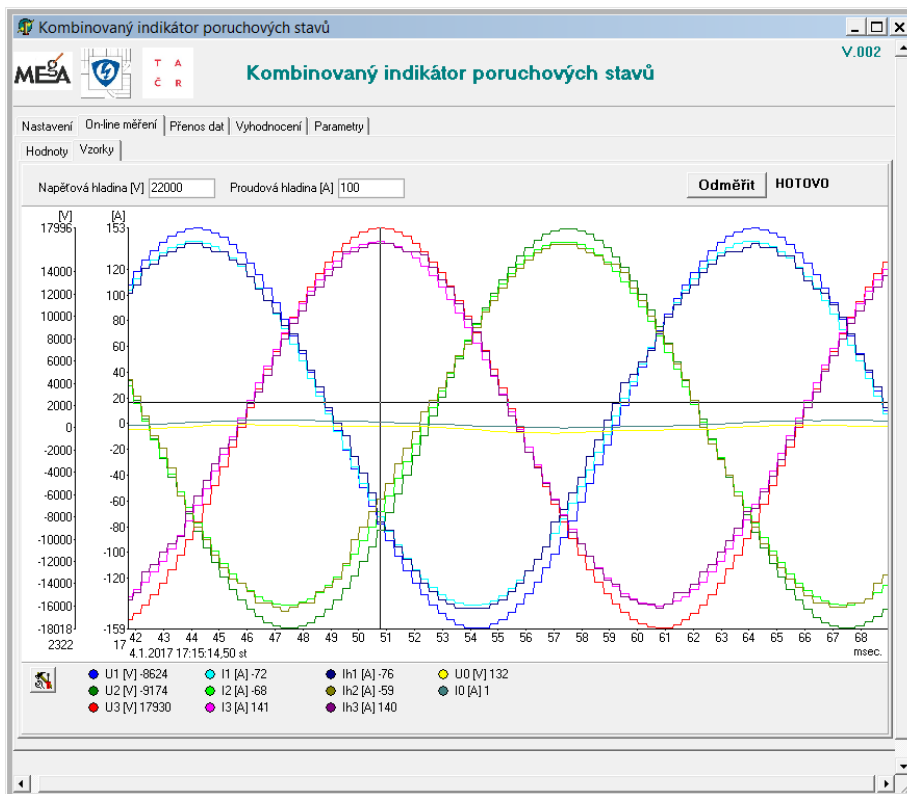 Kombinovaný indikátor poruchových stavů
V.002
MEgA
T A
Č R
Kombinovaný indikátor poruchových stavů
Nastavení On-line měření Přenos dat Vyhodnocení Parametry
Hodnoty Vzorky
Napěťová hladina [V] 22000 Proudová hladina [A] 100 Odměřit HOTOVO
[V] [A]
17996 153
14000 120
12000 100
10000 80
8000 60
6000 40
4000 20
2000 0
0 -20
-2000 -40
-4000 -60
-6000 -80
-8000 -100
-10000 -120
-12000 -159
-14000
-16000
-18018
2322 17
42 43 44 45 46 47 48 49 50 51 52 53 54 55 56 57 58 59 60 61 62 63 64 65 66 67 68
4.1.2017 17:15:14,50 st msec.
U1 [V] -8624 I1 [A] -72 Ih1 [A] -76 U0 [V] 132
U2 [V] -9174 I2 [A] -68 Ih2 [A] -59 I0 [A] 1
U3 [V] 17930 I3 [A] 141 Ih3 [A] 140